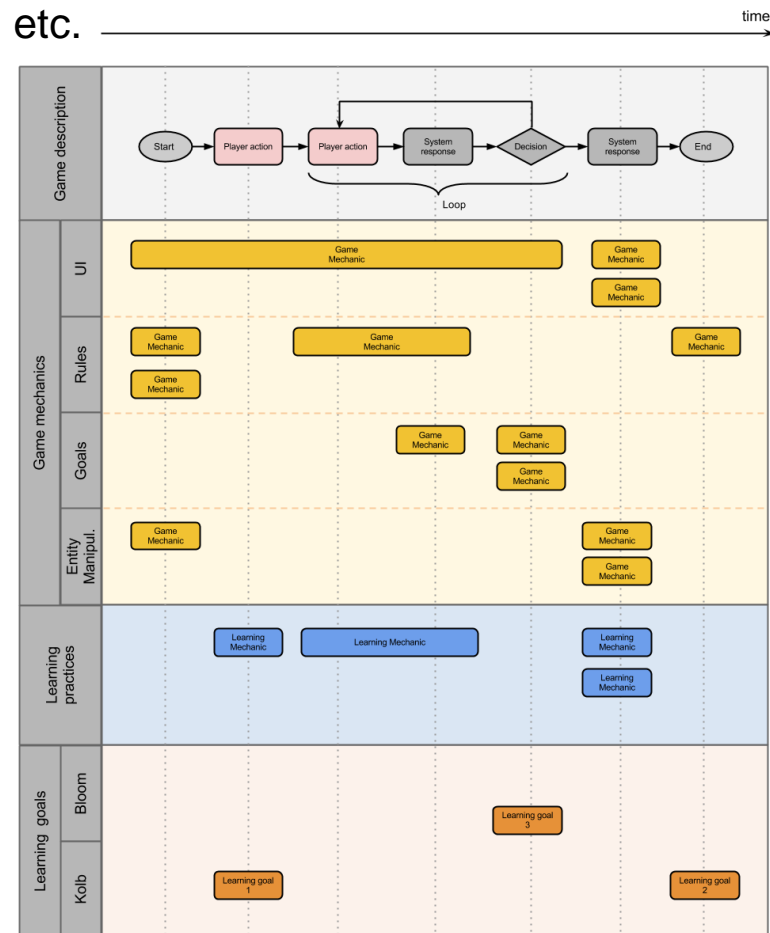 etc.
time
Game description
Start
Player action
Player action
System
response
Decision
System
response
End
Loop
Game mechanics
UI
Game
Mechanic
Game
Mechanic
Game
Mechanic
Rules
Game
Mechanic
Game
Mechanic
Game
Mechanic
Game
Mechanic
Goals
Game
Mechanic
Game
Mechanic
Game
Mechanic
Entity
Manipul.
Game
Mechanic
Game
Mechanic
Game
Mechanic
Learning
practices
Learning
Mechanic
Learning Mechanic
Learning
Mechanic
Learning
Mechanic
Learning goals
Bloom
Learning goal
3
Kolb
Learning goal
1
Learning goal
2